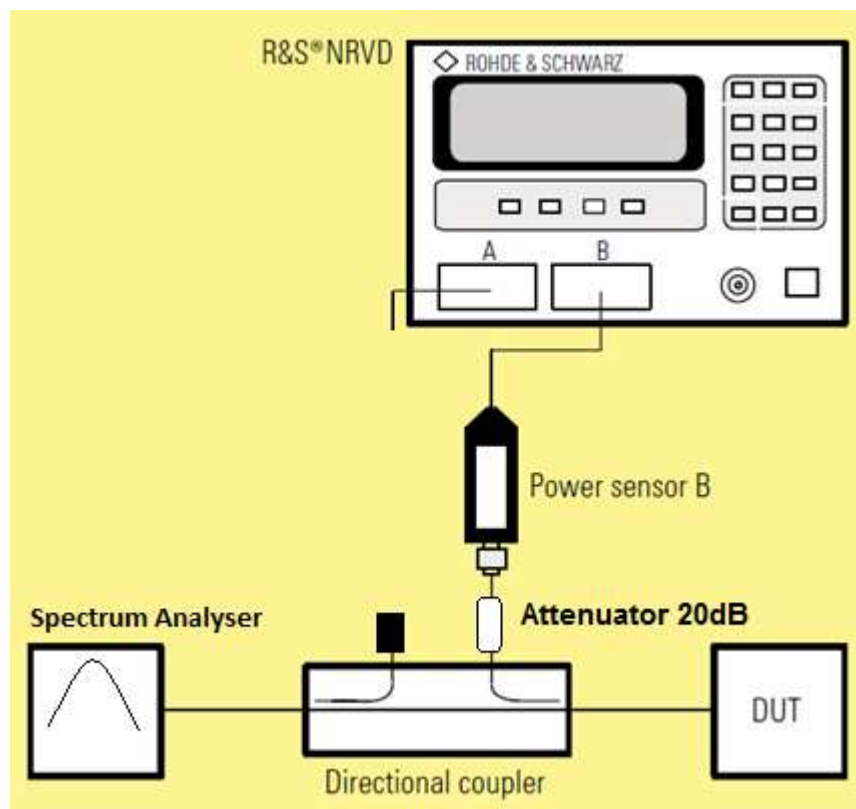 R&S®NRVD
ROHDE & SCHWARZ
A B
Power sensor B
Spectrum Analyser
Attenuator 20dB
DUT
Directional coupler